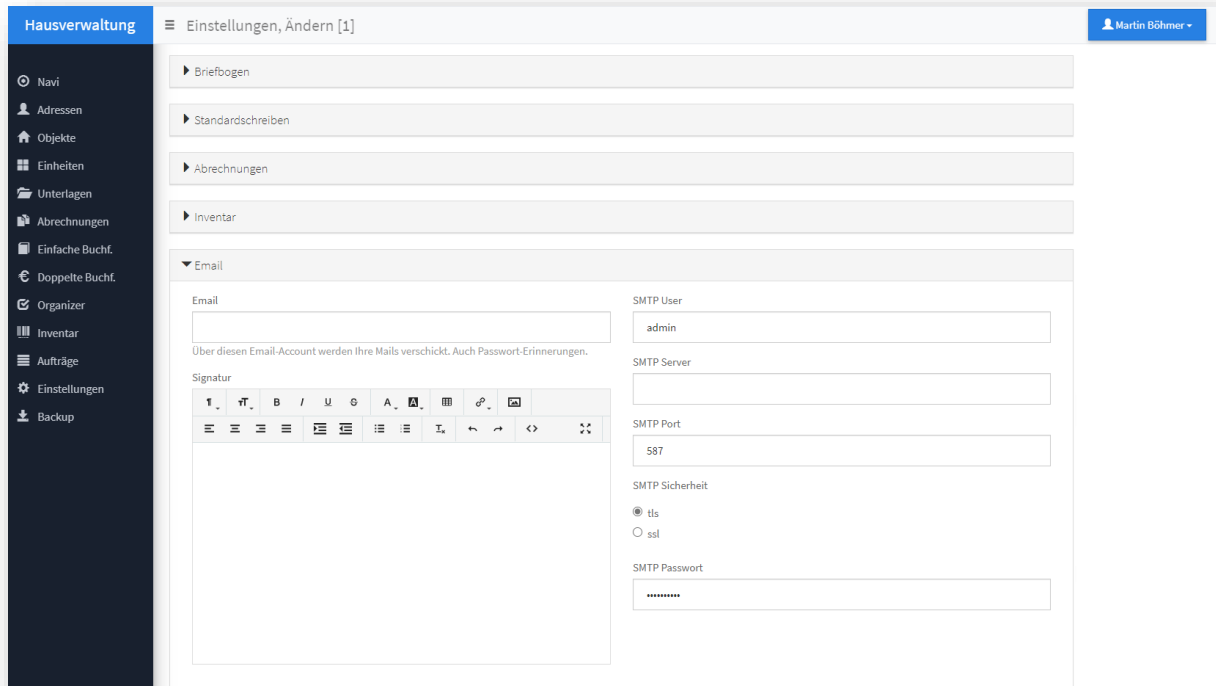 Hausverwaltung
Einstellungen, Ändern [1]
Martin Böhmer
Navi
Adressen
Objekte
Einheiten
Unterlagen
Abrechnungen
Einfache Buchf.
Doppelte Buchf.
Organizer
Inventar
Aufträge
Einstellungen
Backup
Briefbogen
Standardschreiben
Abrechnungen
Inventar
Email
Email
Über diesen Email-Account werden Ihre Mails verschickt. Auch Passwort-Erinnerungen.
Signatur
SMTP User
admin
SMTP Server
SMTP Port
587
SMTP Sicherheit
tls
ssl
SMTP Passwort
••••••••••